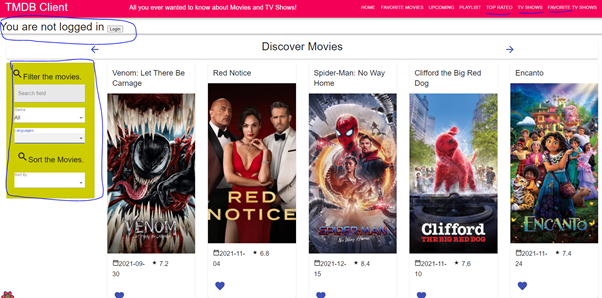 TMDB Client
All you ever wanted to know about Movies and TV Shows!
HOME FAVORITE MOVIES UPCOMING PLAYLIST TOP RATED TV SHOWS FAVORITE TV SHOWS
You are not logged in Login
Discover Movies
Filter the movies.
Search field
Genre
All
Languages
Sort the Movies.
Sort By
Venom: Let There Be
Carnage
VENOM
2021-09-
30
7.2
Red Notice
RED
NOTICE
2021-11-
04
6.8
Spider-Man: No Way
Home
SPIDER-MAN
NO WAY HOME
2021-12-
15
8.4
Clifford the Big Red
Dog
Clifford
THE BIG RED DOG
2021-11-
10
7.6
Encanto
ENCANTO
2021-11-
24
7.4